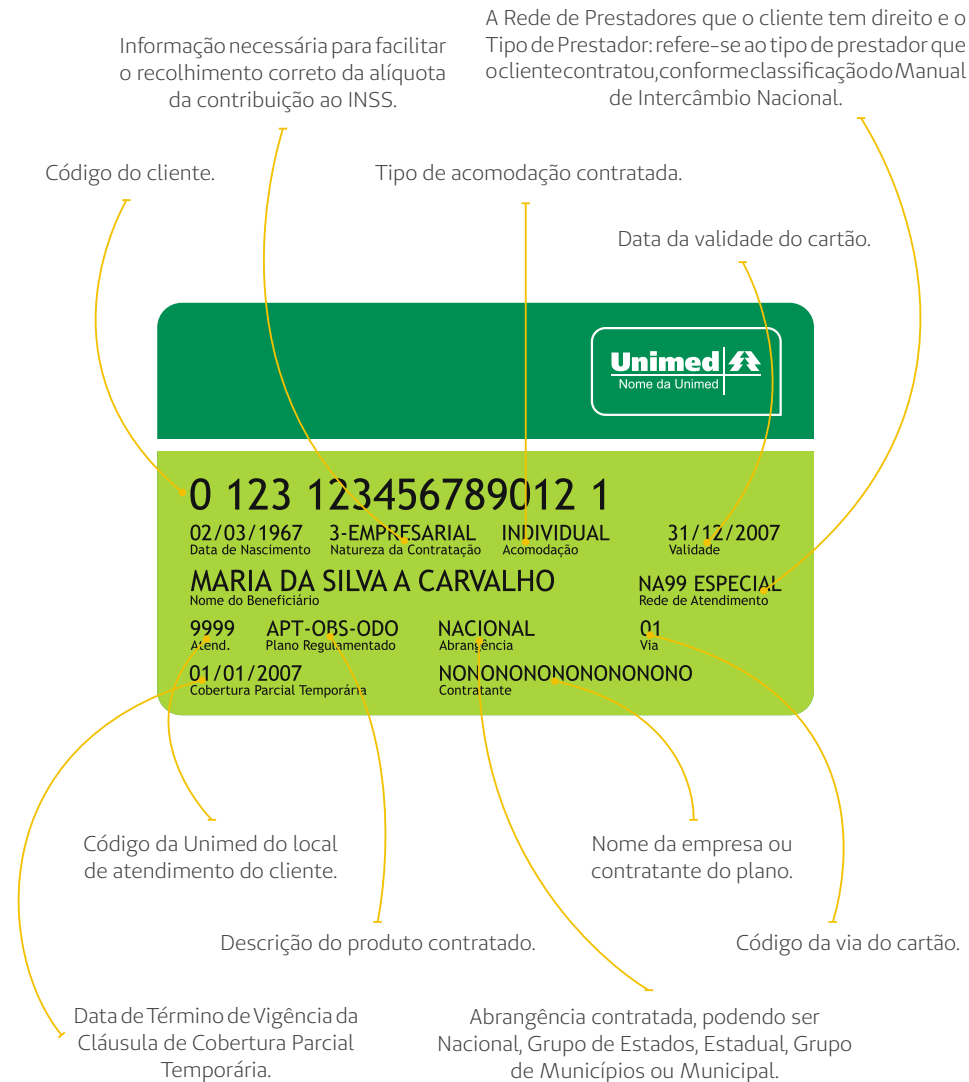 A Rede de Prestadores que o cliente tem direito e o
Tipo de Prestador: refere-se ao tipo de prestador que
o cliente contratou, conforme classificação do Manual
de Intercâmbio Nacional.
Informação necessária para facilitar
o recolhimento correto da alíquota
da contribuição ao INSS.
Código do cliente.
Tipo de acomodação contratada.
Data da validade do cartão.
Unimed
Nome da Unimed
0 123 123456789012 1
02/03/1967 3-EMPRESARIAL INDIVIDUAL 31/12/2007
Data de Nascimento Natureza da Contratação Acomodação Validade
MARIA DA SILVA A CARVALHO NA99 ESPECIAL
Nome do Beneficiário Rede de Atendimento
9999 APT-OBS-ODO NACIONAL 01
Atend. Plano Regulamentado Abrangência Via
01/01/2007 NONONONONONONONONO
Cobertura Parcial Temporária Contratante
Código da Unimed do local
de atendimento do cliente.
Nome da empresa ou
contratante do plano.
Descrição do produto contratado.
Código da via do cartão.
Data de Término de Vigência da
Cláusula de Cobertura Parcial
Temporária.
Abrangência contratada, podendo ser
Nacional, Grupo de Estados, Estadual, Grupo
de Municípios ou Municipal.